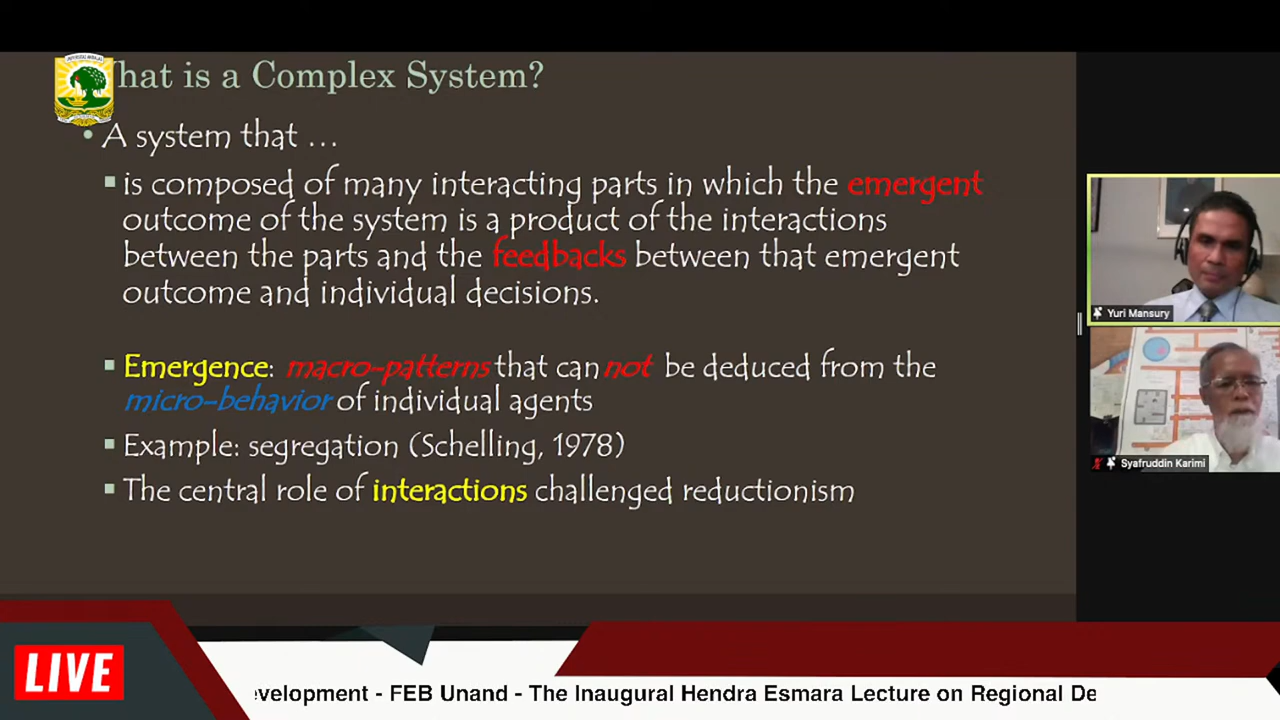 hat is a Complex System?
• A system that …
▪ is composed of many interacting parts in which the emergent
outcome of the system is a product of the interactions
between the parts and the feedbacks between that emergent
outcome and individual decisions.
▪ Emergence: macro-patterns that can not be deduced from the
micro-behavior of individual agents
▪ Example: segregation (Schelling, 1978)
▪ The central role of interactions challenged reductionism
Yuri Mansury
Syafruddin Karimi
LIVE
evelopment - FEB Unand - The Inaugural Hendra Esmara Lecture on Regional De